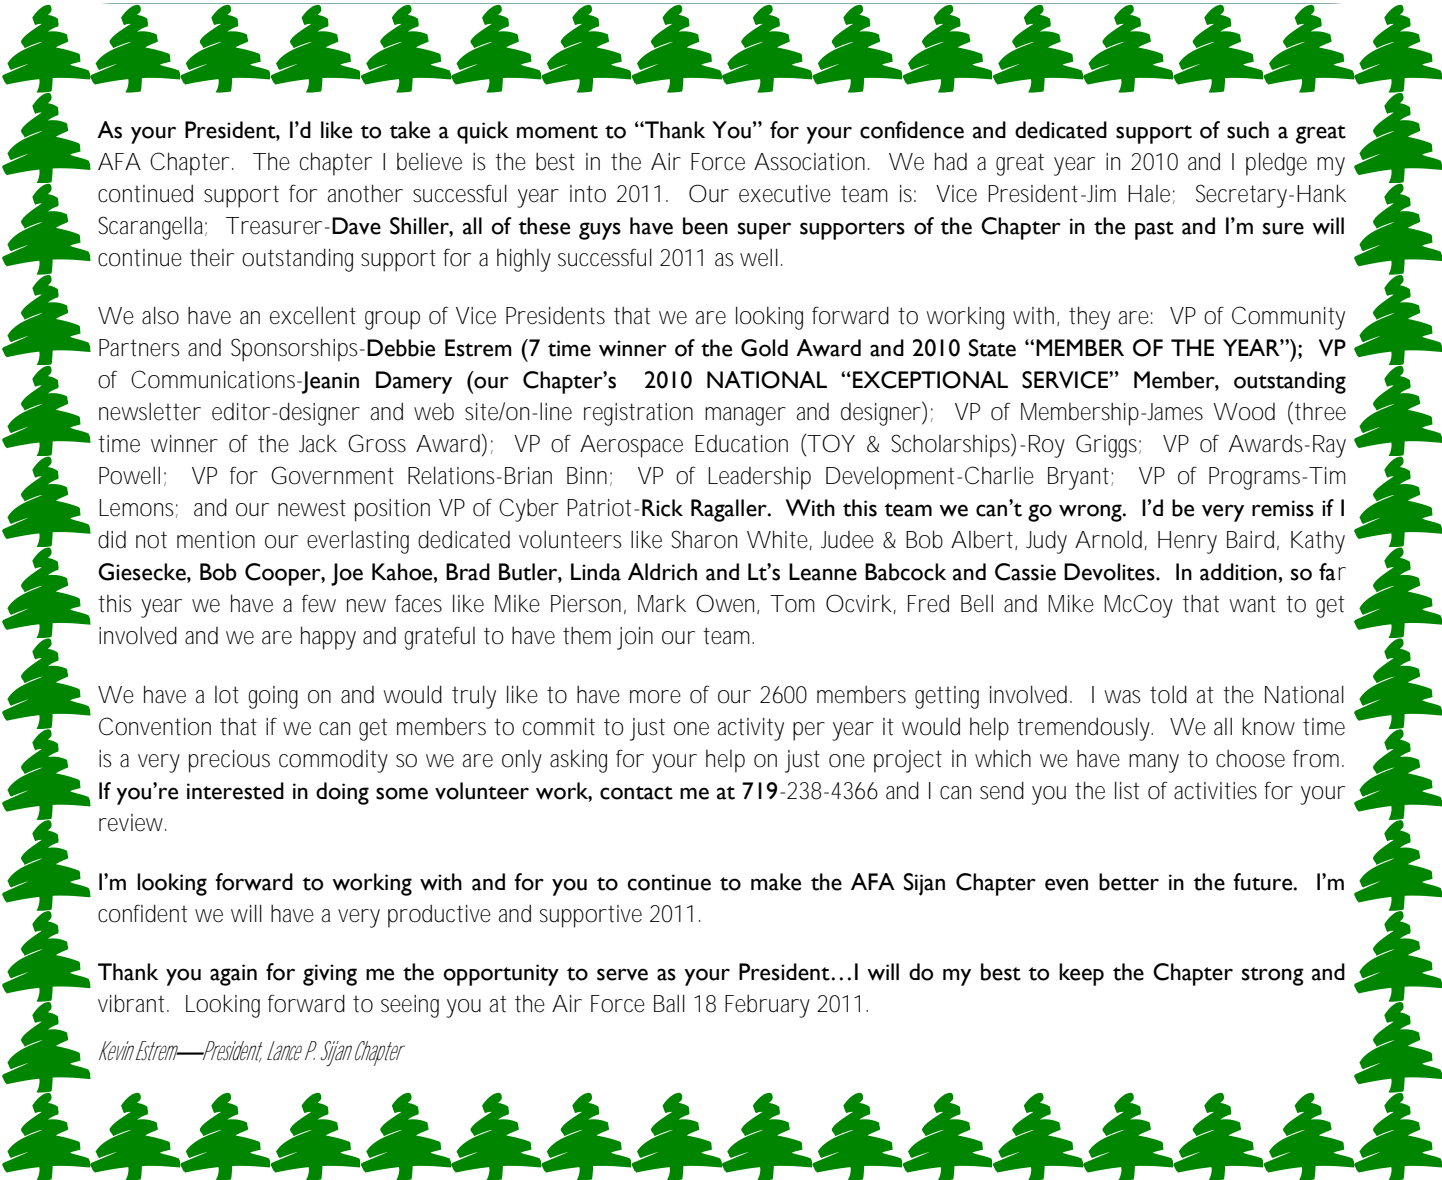 As your President, I’d like to take a quick moment to “Thank You” for your confidence and dedicated support of such a great
AFA Chapter. The chapter I believe is the best in the Air Force Association. We had a great year in 2010 and I pledge my
continued support for another successful year into 2011. Our executive team is: Vice President-Jim Hale; Secretary-Hank
Scarangella; Treasurer-Dave Shiller, all of these guys have been super supporters of the Chapter in the past and I’m sure will
continue their outstanding support for a highly successful 2011 as well.
We also have an excellent group of Vice Presidents that we are looking forward to working with, they are: VP of Community
Partners and Sponsorships-Debbie Estrem (7 time winner of the Gold Award and 2010 State “MEMBER OF THE YEAR”); VP
of Communications-Jeanin Damery (our Chapter’s 2010 NATIONAL “EXCEPTIONAL SERVICE” Member, outstanding
newsletter editor-designer and web site/on-line registration manager and designer); VP of Membership-James Wood (three
time winner of the Jack Gross Award); VP of Aerospace Education (TOY & Scholarships)-Roy Griggs; VP of Awards-Ray
Powell; VP for Government Relations-Brian Binn; VP of Leadership Development-Charlie Bryant; VP of Programs-Tim
Lemons; and our newest position VP of Cyber Patriot-Rick Ragaller. With this team we can’t go wrong. I’d be very remiss if I
did not mention our everlasting dedicated volunteers like Sharon White, Judee & Bob Albert, Judy Arnold, Henry Baird, Kathy
Giesecke, Bob Cooper, Joe Kahoe, Brad Butler, Linda Aldrich and Lt’s Leanne Babcock and Cassie Devolites. In addition, so far
this year we have a few new faces like Mike Pierson, Mark Owen, Tom Ocvirk, Fred Bell and Mike McCoy that want to get
involved and we are happy and grateful to have them join our team.
We have a lot going on and would truly like to have more of our 2600 members getting involved. I was told at the National
Convention that if we can get members to commit to just one activity per year it would help tremendously. We all know time
is a very precious commodity so we are only asking for your help on just one project in which we have many to choose from.
If you’re interested in doing some volunteer work, contact me at 719-238-4366 and I can send you the list of activities for your
review.
I’m looking forward to working with and for you to continue to make the AFA Sijan Chapter even better in the future. I’m
confident we will have a very productive and supportive 2011.
Thank you again for giving me the opportunity to serve as your President…I will do my best to keep the Chapter strong and
vibrant. Looking forward to seeing you at the Air Force Ball 18 February 2011.
Kevin Estrem—President, Lance P. Sijan Chapter